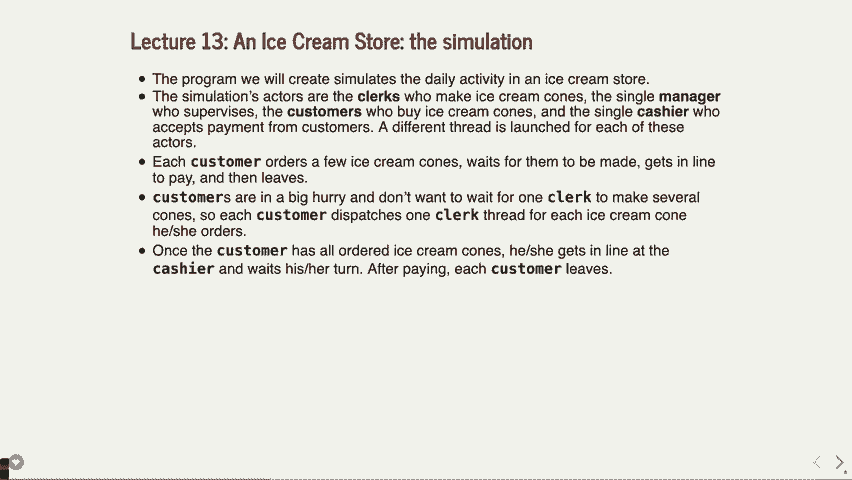 Lecture 13: An Ice Cream Store: the simulation
• The program we will create simulates the daily activity in an ice cream store.
• The simulation's actors are the clerks who make ice cream cones, the single manager
who supervises, the customers who buy ice cream cones, and the single cashier who
accepts payment from customers. A different thread is launched for each of these
actors.
• Each customer orders a few ice cream cones, waits for them to be made, gets in line
to pay, and then leaves.
• customers are in a big hurry and don't want to wait for one clerk to make several
cones, so each customer dispatches one clerk thread for each ice cream cone
he/she orders.
• Once the customer has all ordered ice cream cones, he/she gets in line at the
cashier and waits his/her turn. After paying, each customer leaves.